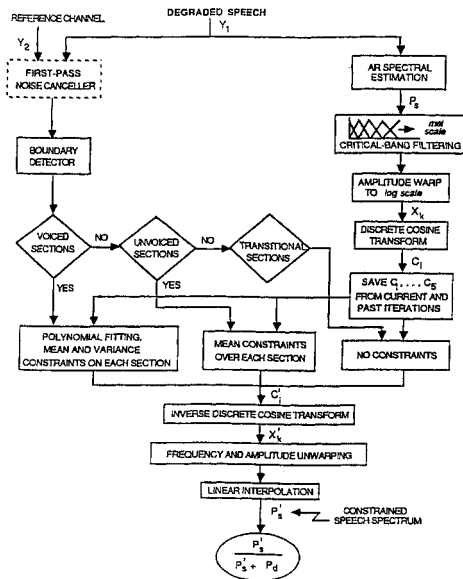 DEGRADED SPEECH
REFERENCE CHANNEL
Y2
Y1
FIRST-PASS
NOISE CANCELLER
AR SPECTRAL
ESTIMATION
Ps
mel
scale
CRITICAL-BAND FILTERING
BOUNDARY
DETECTOR
AMPLITUDE WARP
TO log scale
Xk
DISCRETE COSINE
TRANSFORM
Ci
VOICED
SECTIONS
NO
UNVOICED
SECTIONS
NO
TRANSITIONAL
SECTIONS
YES
YES
SAVE C1 . . . . C5
FROM CURRENT AND
PAST ITERATIONS
POLYNOMIAL FITTING,
MEAN AND VARIANCE
CONSTRAINTS ON EACH SECTION
MEAN CONSTRAINTS
OVER EACH SECTION
NO CONSTRAINTS
C'i
INVERSE DISCRETE COSINE TRANSFORM
X'k
FREQUENCY AND AMPLITUDE UNWARPING
LINEAR INTERPOLATION
P's
CONSTRAINED
SPEECH SPECTRUM
P's
P's + Pd